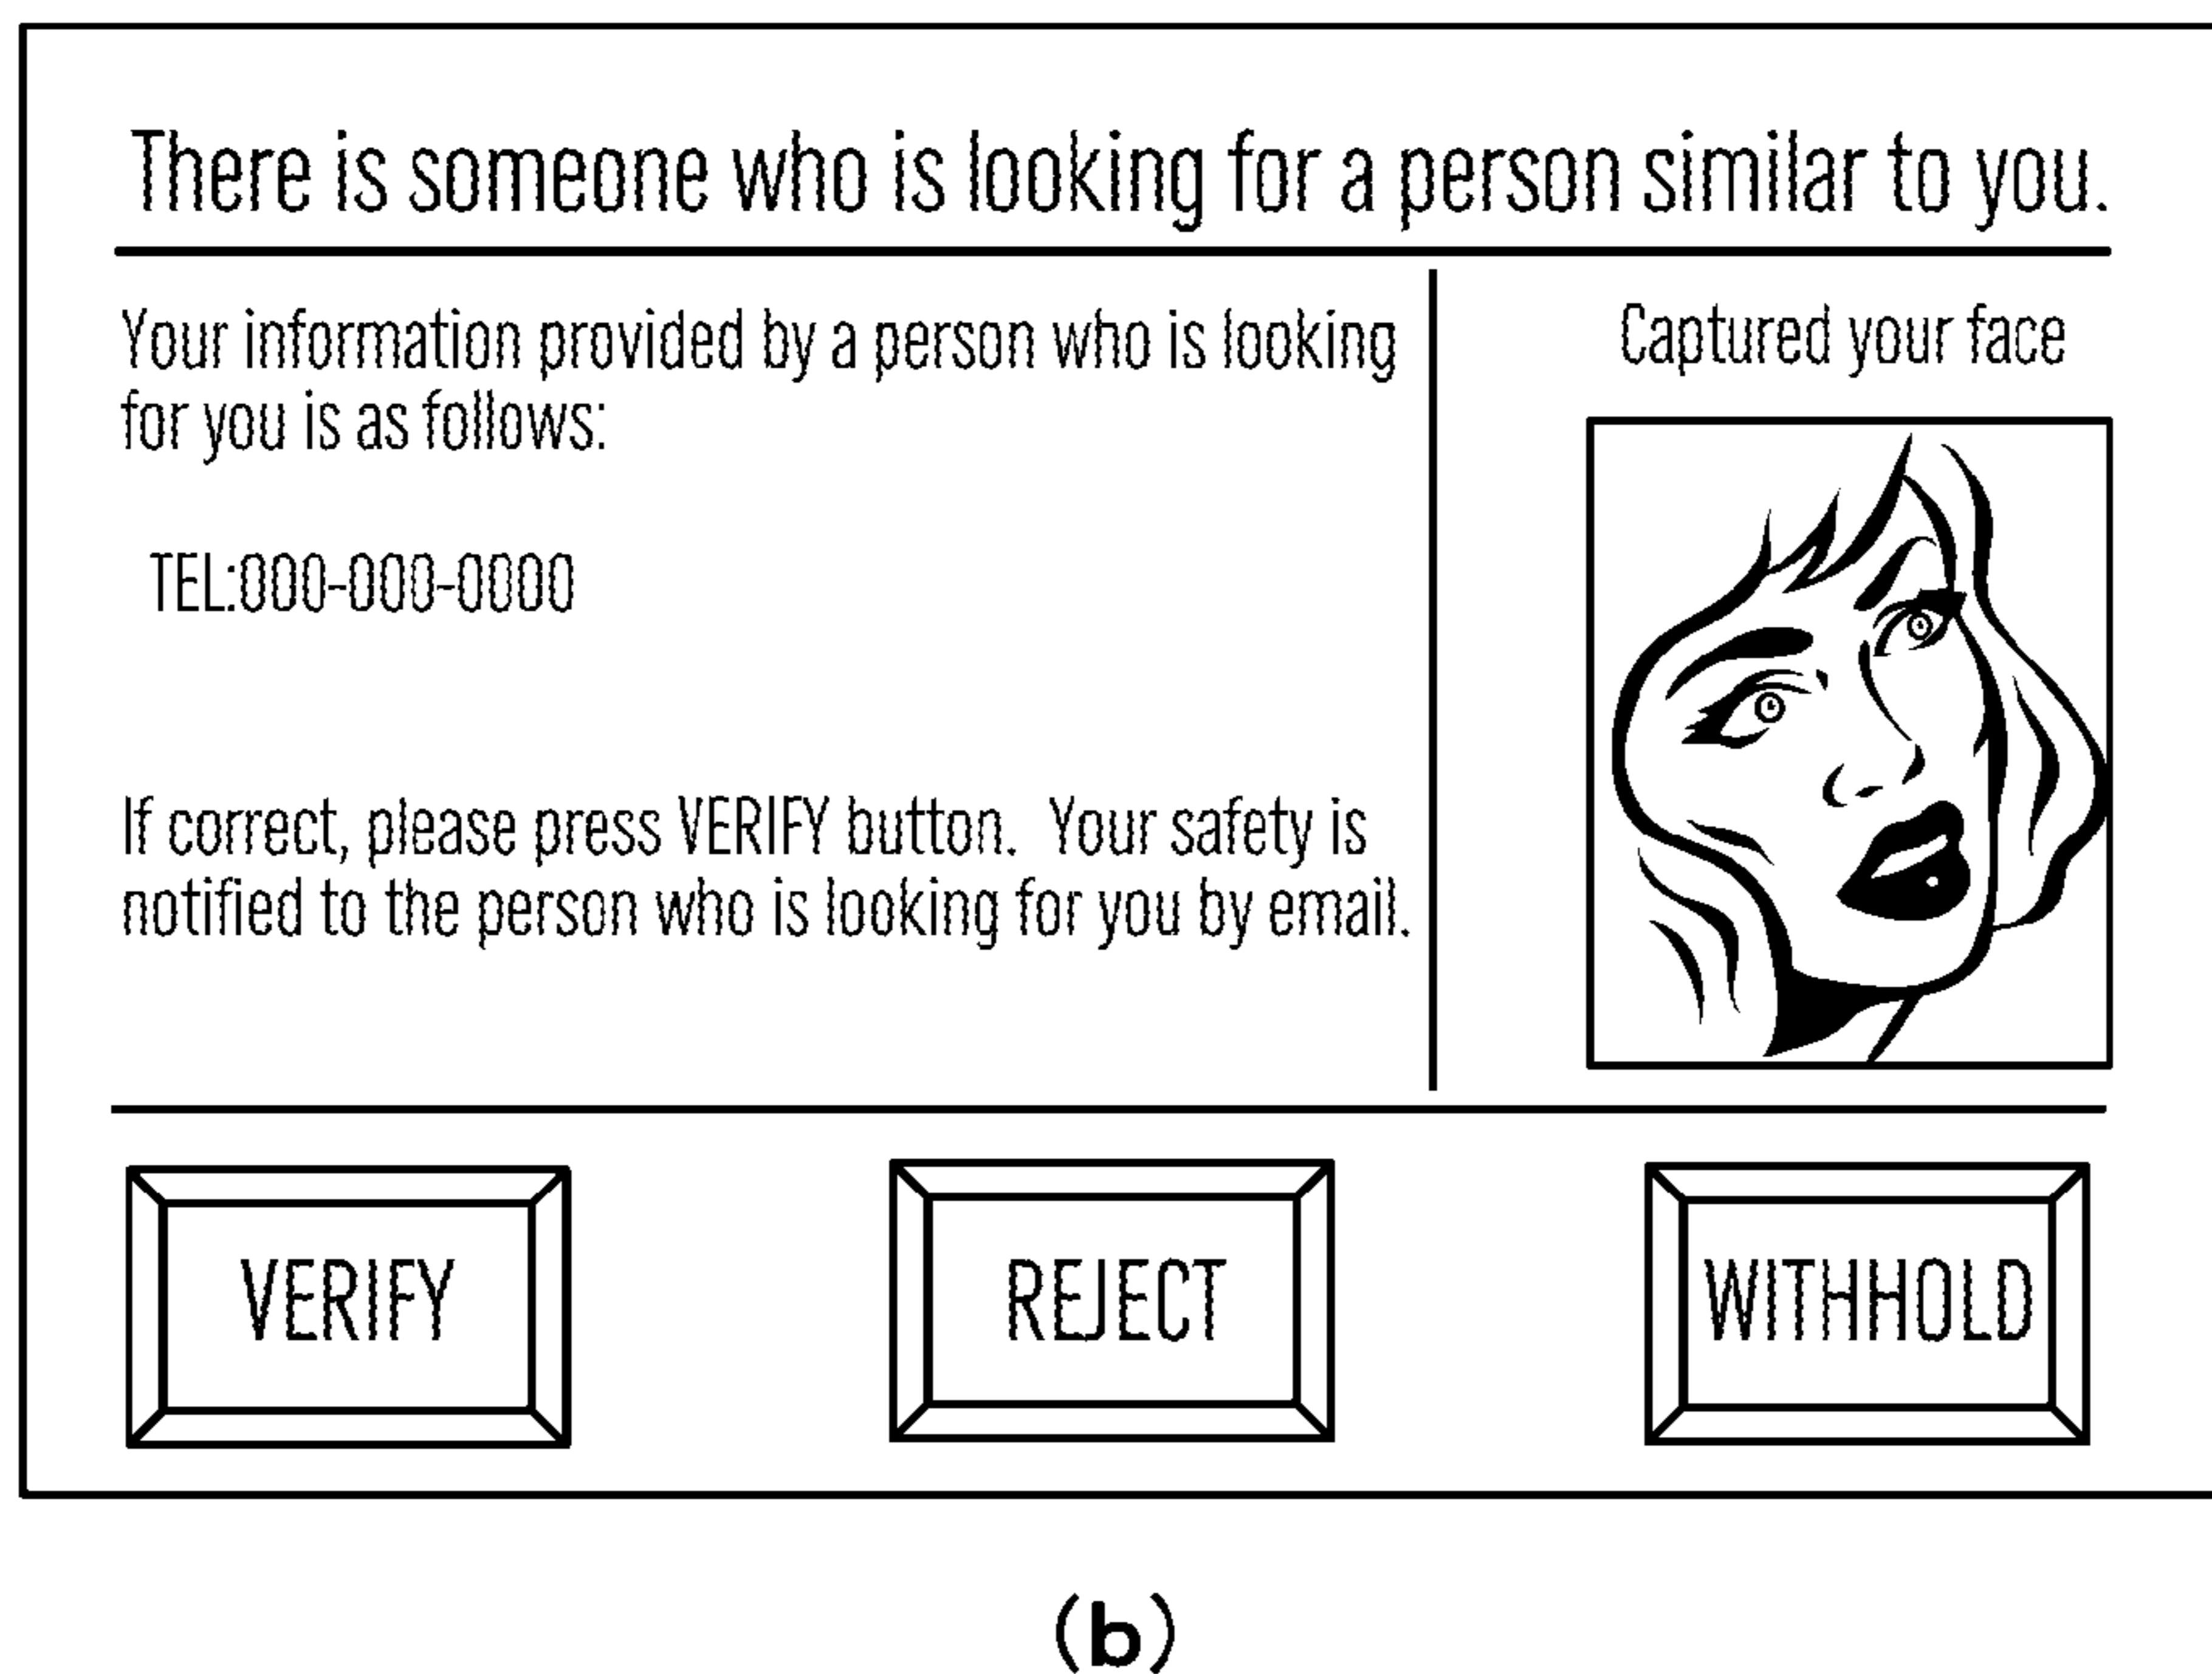 There is someone who is looking for a person similar to you.
Your information provided by a person who is looking
for you is as follows:
TEL:000-000-0000
If correct, please press VERIFY button. Your safety is
notified to the person who is looking for you by email.
Captured your face
VERIFY
REJECT
WITHHOLD
(b)